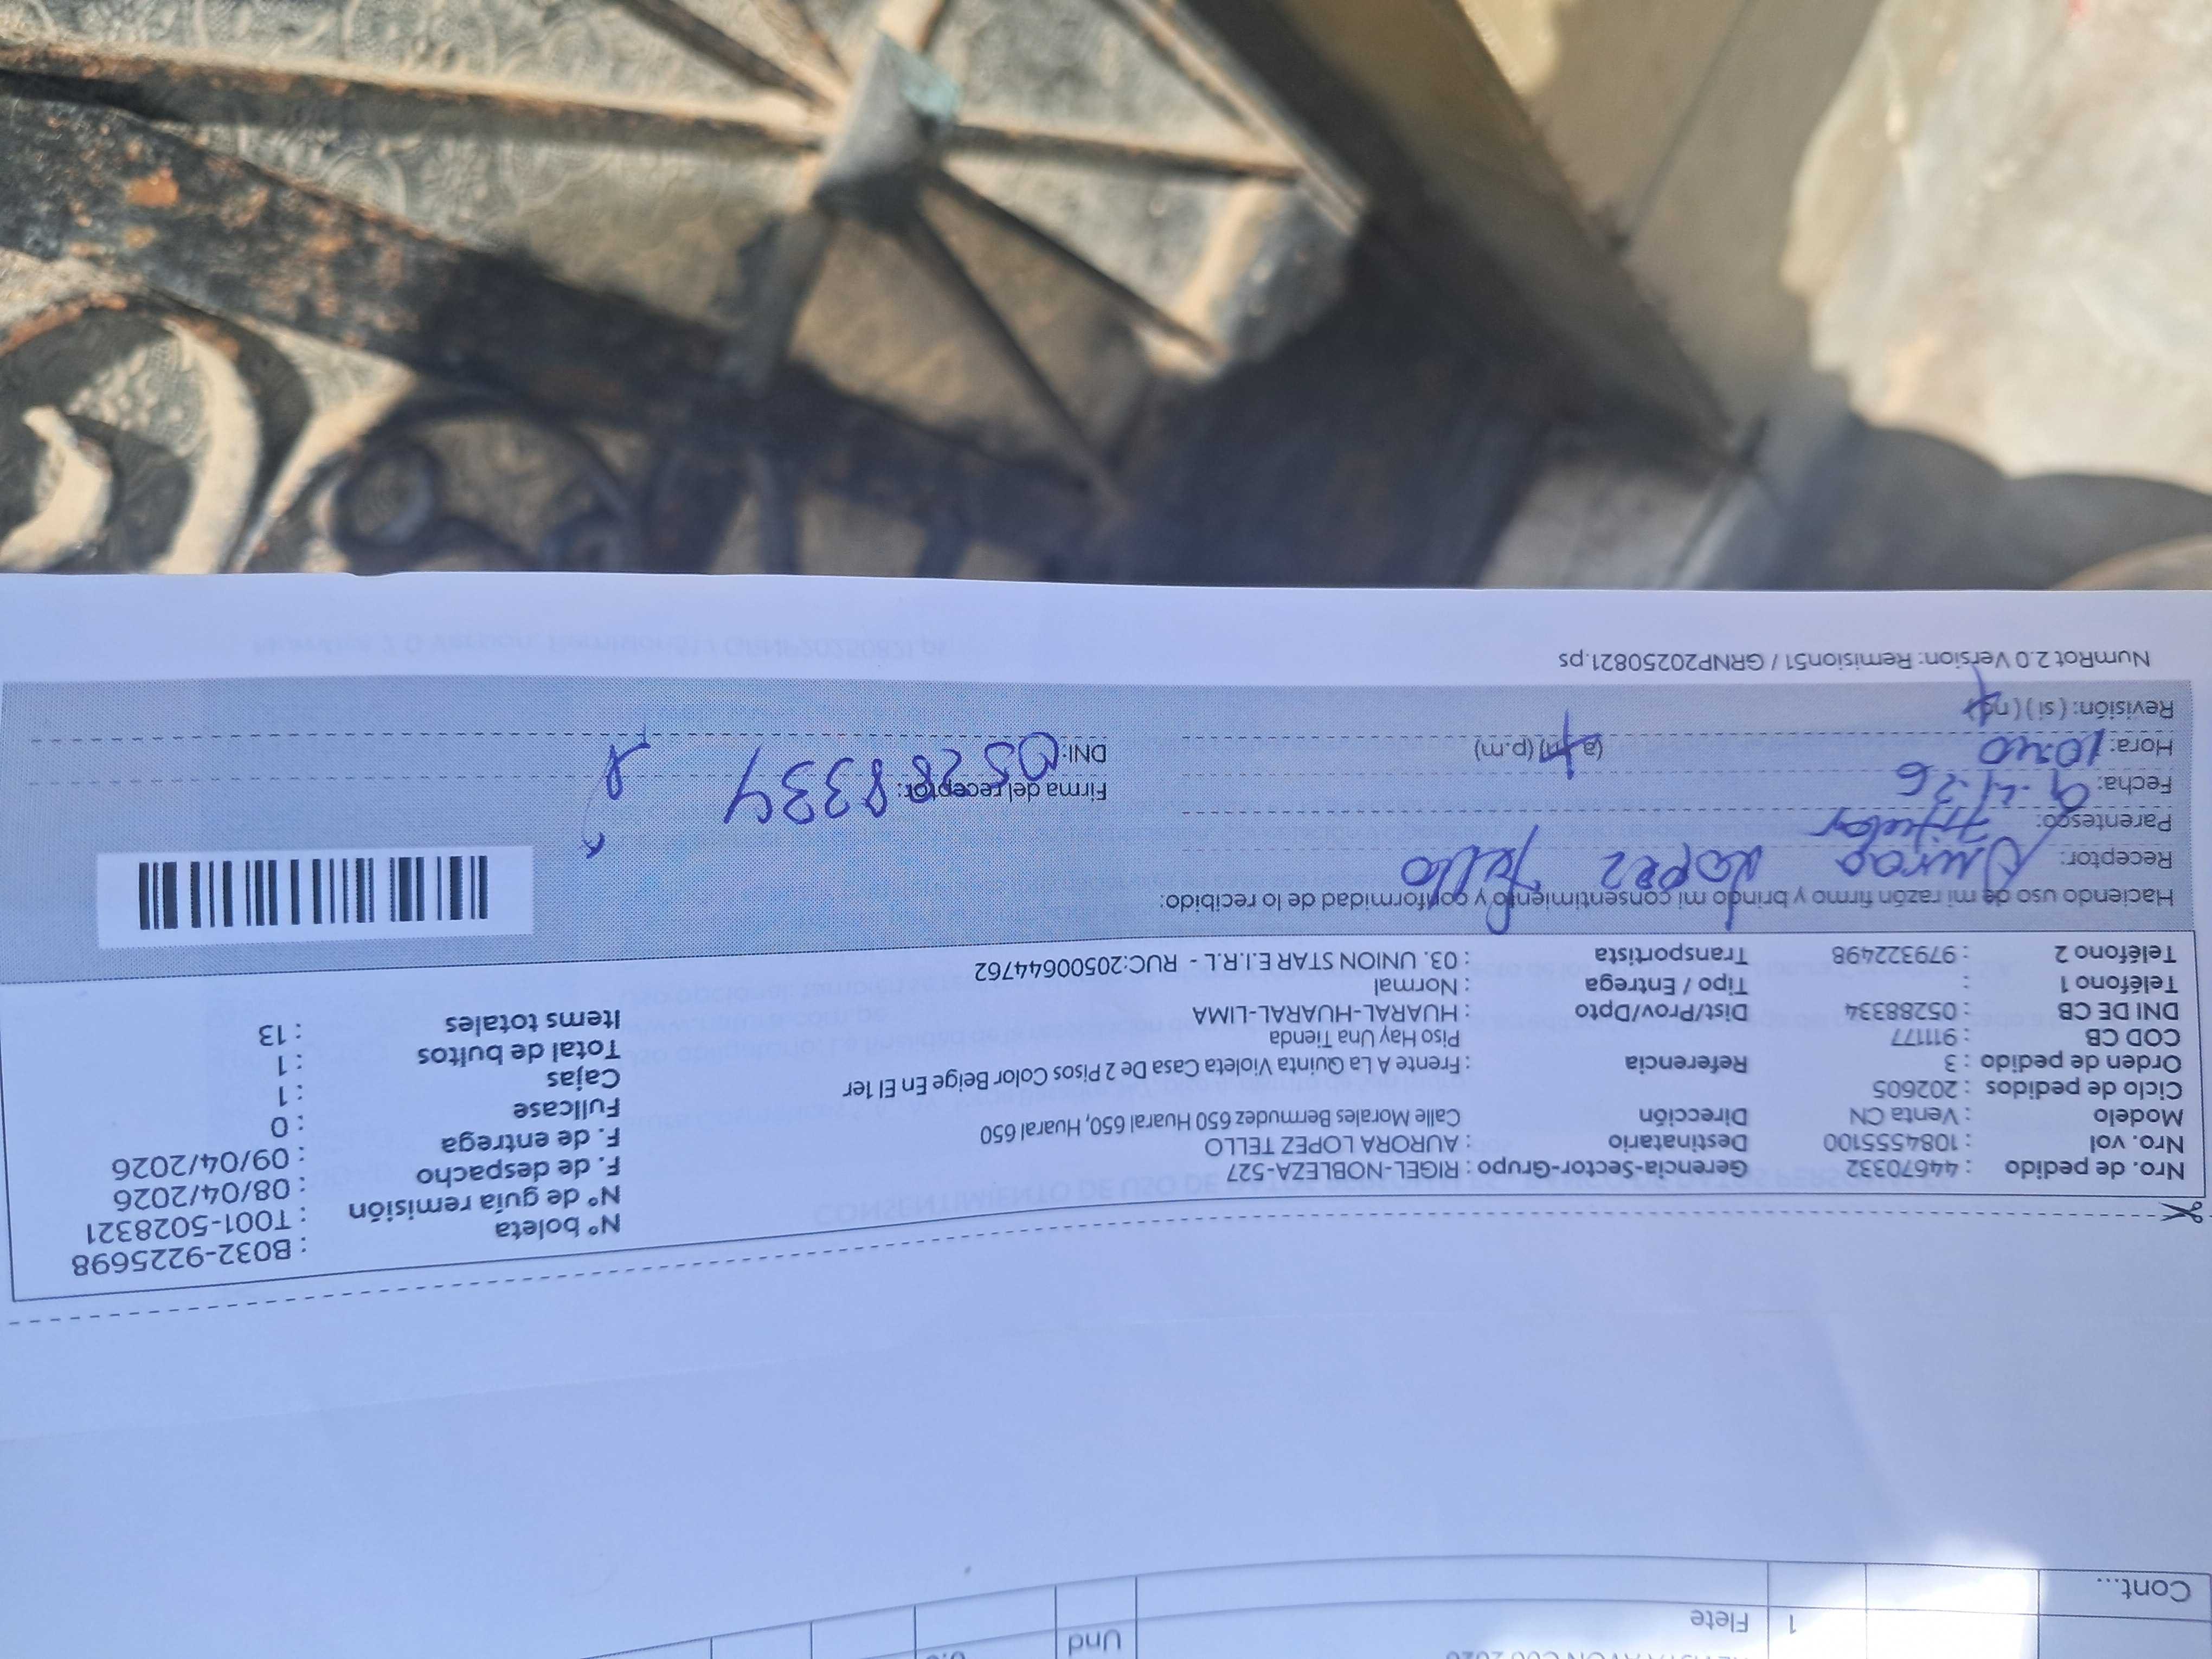 REVISTA AVON C06 2026
1 Flete Und
Cont...
Nro. de pedido : 44670332 Gerencia-Sector-Grupo : RIGEL-NOBLEZA-527
Nro. vol : 1084555100 Destinatario : AURORA LOPEZ TELLO
Modelo : Venta CN Dirección Calle Morales Bermudez 650 Huaral 650, Huaral 650
Ciclo de pedidos : 202605
Orden de pedido : 3 Referencia : Frente A La Quinta Violeta Casa De 2 Pisos Color Beige En El 1er
COD CB : 911177 Piso Hay Una Tienda
DNI DE CB : 05288334 Dist/Prov/Dpto : HUARAL-HUARAL-LIMA
Teléfono 1 : Tipo / Entrega : Normal
Teléfono 2 : 979322498 Transportista : 03. UNION STAR E.I.R.L - RUC:20500644762
N° boleta : B032-9225698
N° de guía remisión : T001-5028321
F. de despacho : 08/04/2026
F. de entrega : 09/04/2026
Fullcase : 0
Cajas : 1
Total de bultos : 1
Items totales : 13
Haciendo uso de mi razón firmo y brindo mi consentimiento y conformidad de lo recibido:
Receptor: Aurora Lopez Tello
Parentesco: Titular
Fecha: 9-4-26
Hora: 10:40 (a.m) (p.m)
Revisión: ( si ) ( no )
Firma del receptor:
DNI: 05288334
NumRot 2.0 Version: Remision51 / GRNP20250821.ps